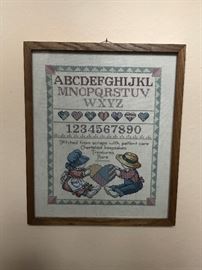 ABCDEFGHIJKL
MNOPQRSTUV
WXYZ
1234567890
Stitched from scraps with patient care
Cherished keepsakes
Treasures
Rare